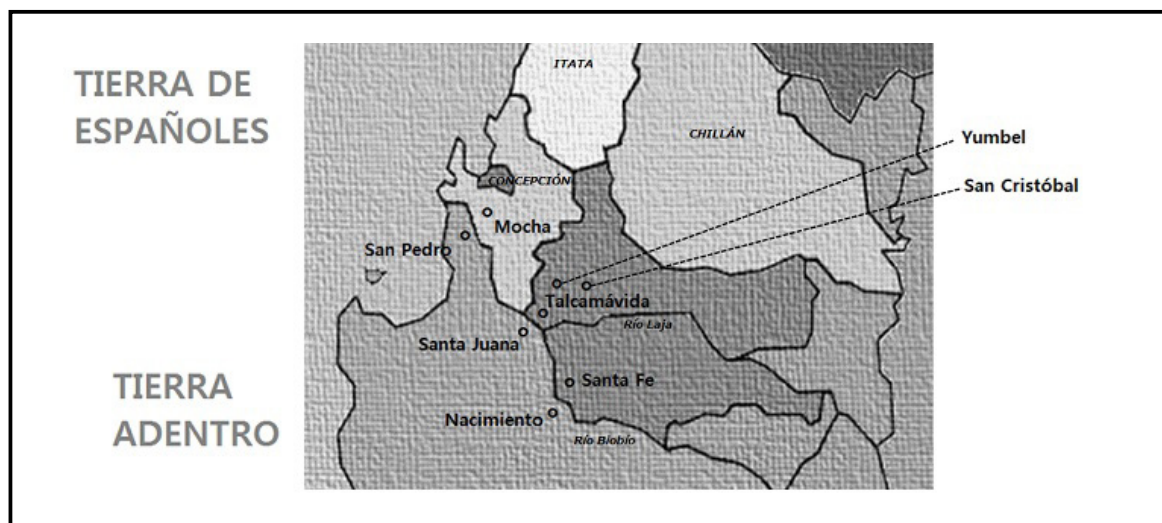 TIERRA DE
ESPAÑOLES
ITATA
CHILLÁN
Yumbel
CONCEPCIÓN
San Cristóbal
Mocha
San Pedro
Talcamávida
Río Laja
Santa Juana
TIERRA
ADENTRO
Santa Fe
Nacimiento
Río Biobío